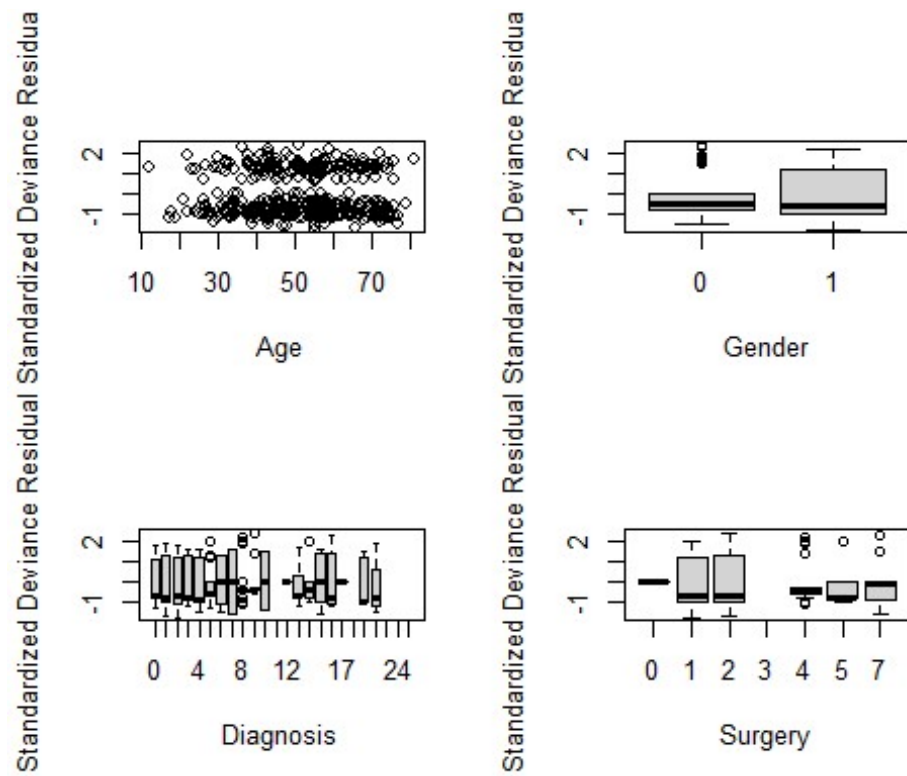 Standardized Deviance Residua
2
-1
10 30 50 70
Age
Standardized Deviance Residua
2
-1
0 1
Gender
Standardized Deviance Residual
2
-1
0 4 8 12 17 24
Diagnosis
Standardized Deviance Residual
2
-1
0 1 2 3 4 5 7
Surgery